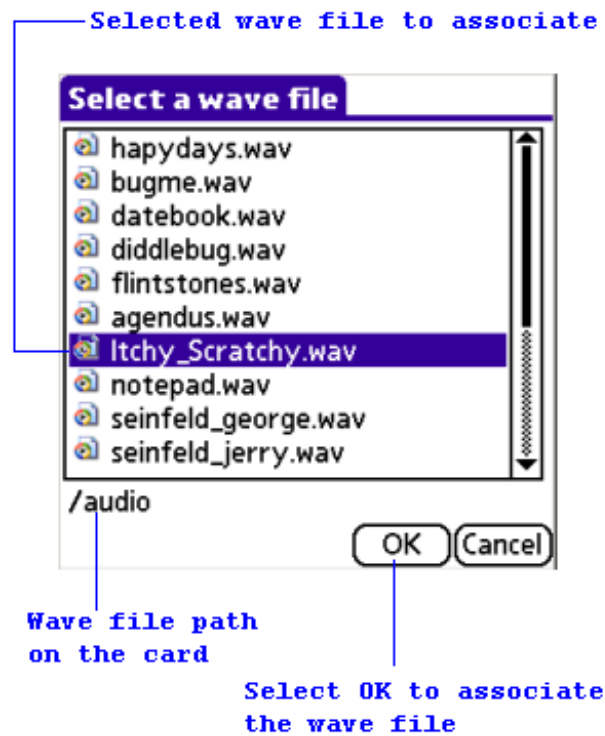 Selected wave file to associate
Select a wave file
hapydays.wav
bugme.wav
datebook.wav
diddlebug.wav
flintstones.wav
agendus.wav
Itchy_Scratchy.wav
notepad.wav
seinfeld_george.wav
seinfeld_jerry.wav
/audio
OK Cancel
Wave file path
on the card
Select OK to associate
the wave file